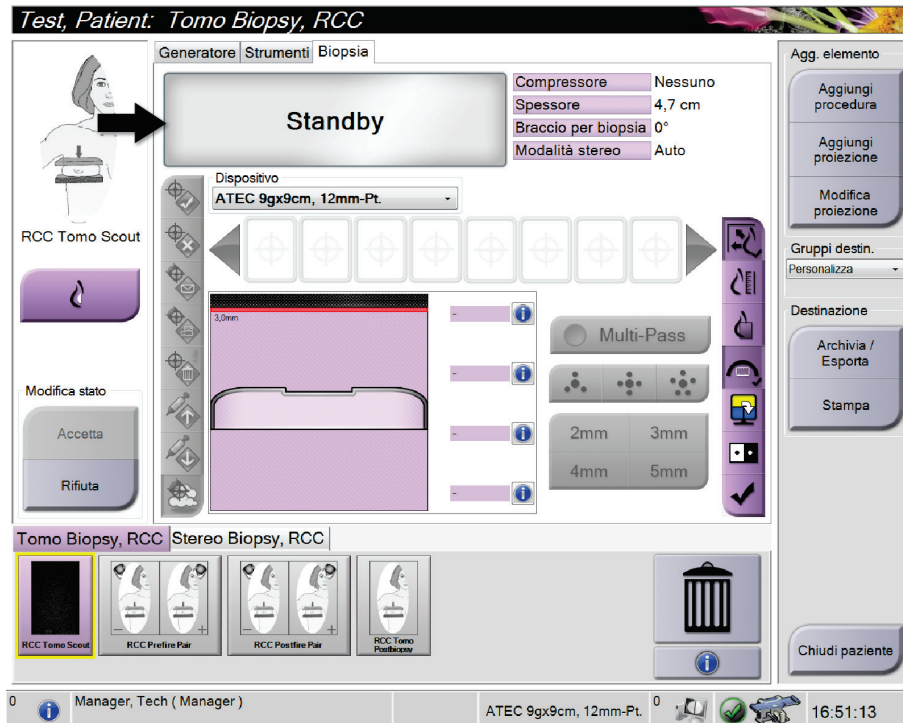 Test, Patient: Tomo Biopsy, RCC
Generatore Strumenti Biopsia
Standby
Compressore Nessuno
Spessore 4,7 cm
Braccio per biopsia 0°
Modalità stereo Auto
RCC Tomo Scout
Dispositivo
ATEC 9gx9cm, 12mm-Pt.
3,0mm
-
-
-
-
Multi-Pass
2mm 3mm
4mm 5mm
Modifica stato
Accetta
Rifiuta
Agg. elemento
Aggiungi
procedura
Aggiungi
proiezione
Modifica
proiezione
Gruppi destin.
Personalizza
Destinazione
Archivia /
Esporta
Stampa
Tomo Biopsy, RCC Stereo Biopsy, RCC
RCC Tomo Scout
RCC Prefire Pair
RCC Postfire Pair
RCC Tomo
Postbiopsy
Chiudi paziente
0 Manager, Tech ( Manager ) ATEC 9gx9cm, 12mm-Pt. 0 16:51:13